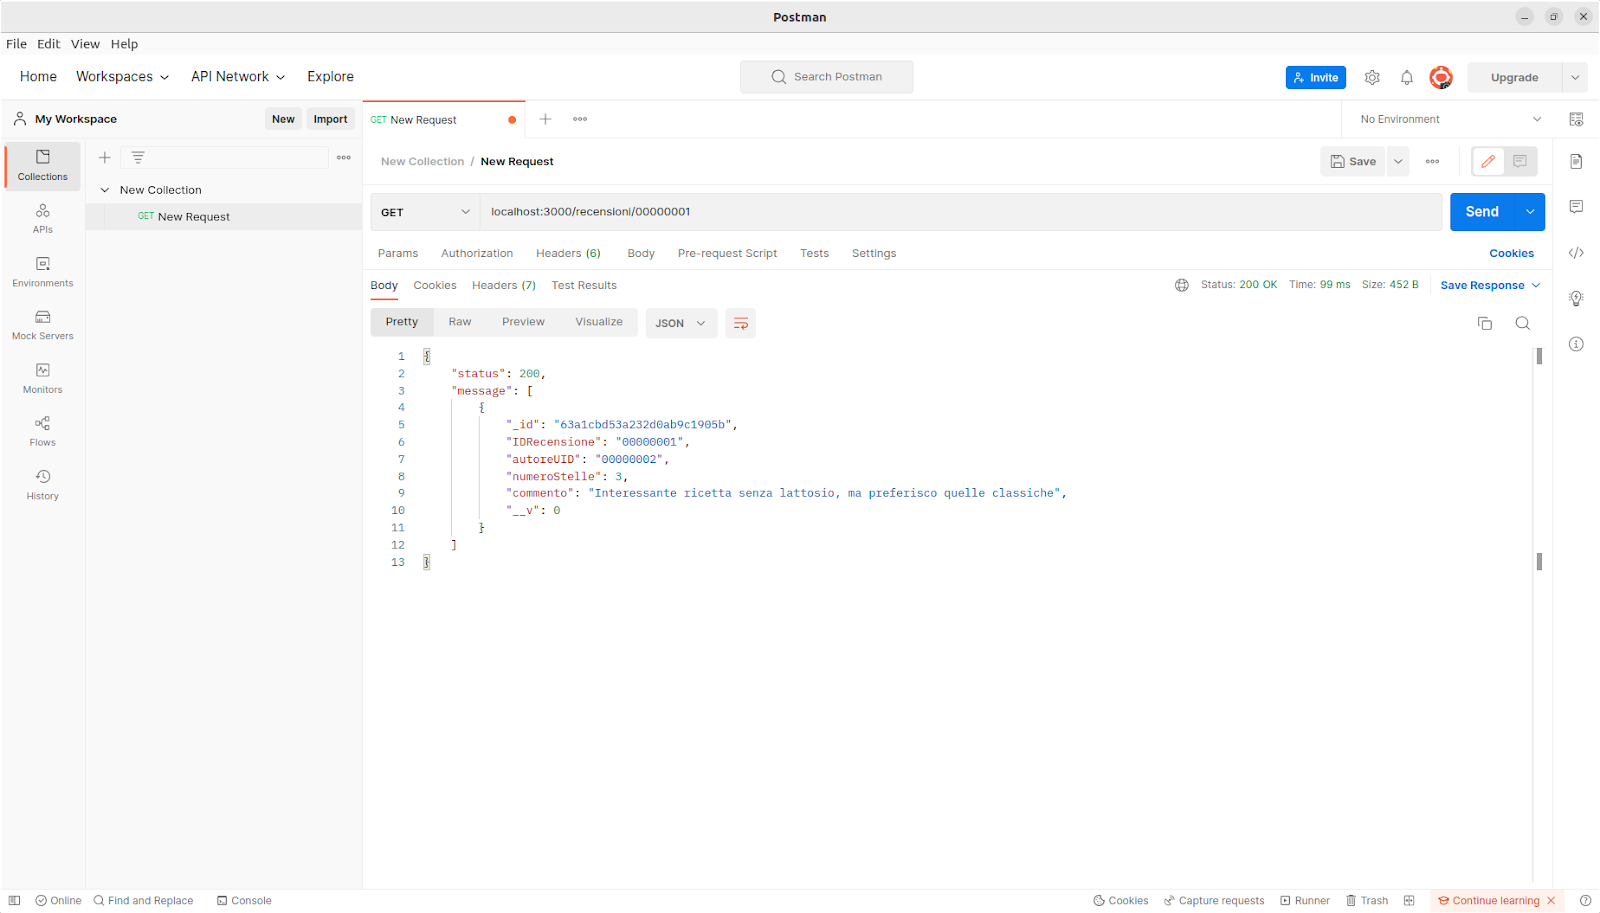 Postman
File Edit View Help
Home Workspaces API Network Explore
Search Postman
Invite
Upgrade
My Workspace
New Import
GET New Request
No Environment
New Collection / New Request
Save
Collections
New Collection
GET New Request
APIs
Environments
Mock Servers
Monitors
Flows
History
GET localhost:3000/recensioni/00000001
Send
Params Authorization Headers (6) Body Pre-request Script Tests Settings
Cookies
Body Cookies Headers (7) Test Results
Status: 200 OK Time: 99 ms Size: 452 B Save Response
Pretty Raw Preview Visualize JSON
1 {
2 "status": 200,
3 "message": [
4 {
5 "_id": "63a1cbd53a232d0ab9c1905b",
6 "IDRecensione": "00000001",
7 "autoreUID": "00000002",
8 "numeroStelle": 3,
9 "commento": "Interessante ricetta senza lattosio, ma preferisco quelle classiche",
10 "__v": 0
11 }
12 ]
13 }
Online Find and Replace Console
Cookies Capture requests Runner Trash Continue learning